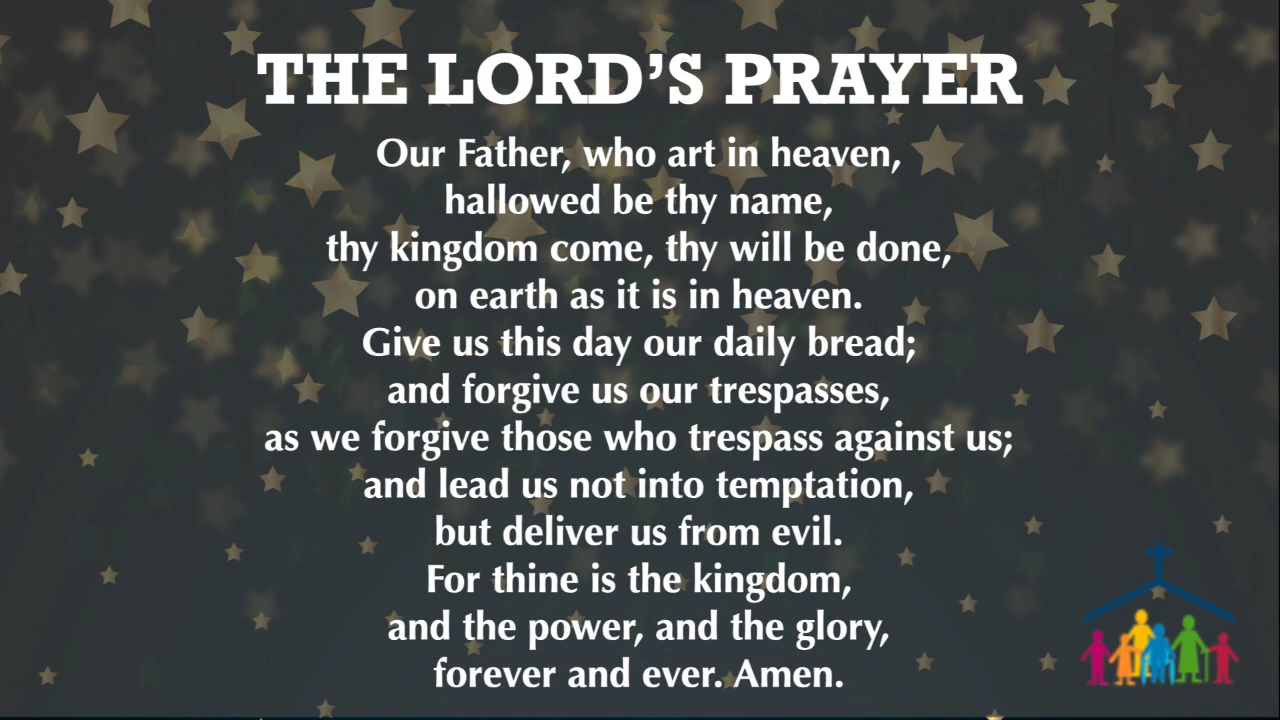 THE LORD’S PRAYER
Our Father, who art in heaven,
hallowed be thy name,
thy kingdom come, thy will be done,
on earth as it is in heaven.
Give us this day our daily bread;
and forgive us our trespasses,
as we forgive those who trespass against us;
and lead us not into temptation,
but deliver us from evil.
For thine is the kingdom,
and the power, and the glory,
forever and ever. Amen.